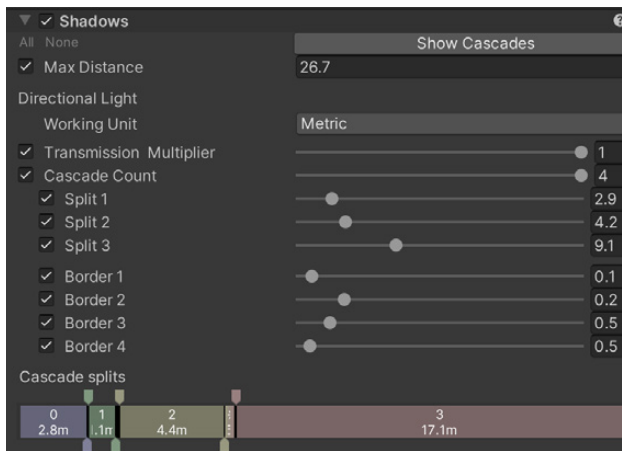 Shadows
All None
Show Cascades
Max Distance 26.7
Directional Light
Working Unit Metric
Transmission Multiplier 1
Cascade Count 4
Split 1 2.9
Split 2 4.2
Split 3 9.1
Border 1 0.1
Border 2 0.2
Border 3 0.5
Border 4 0.5
Cascade splits
0 1 2 3
2.8m 4.4m 17.1m